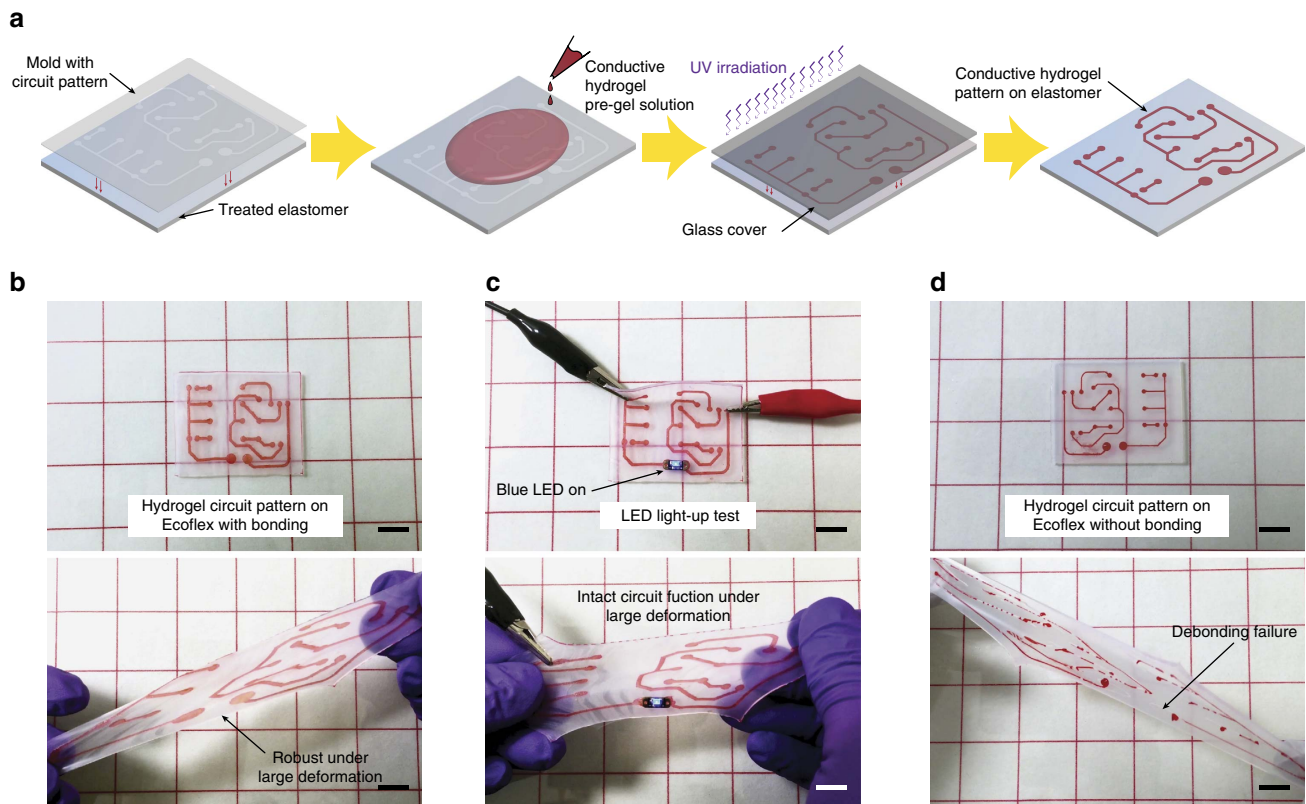 a
Mold with
circuit pattern
Treated elastomer
Conductive
hydrogel
pre-gel solution
UV irradiation
Glass cover
Conductive hydrogel
pattern on elastomer
b
Hydrogel circuit pattern on
Ecoflex with bonding
Robust under
large deformation
c
Blue LED on
LED light-up test
Intact circuit fuction under
large deformation
d
Hydrogel circuit pattern on
Ecoflex without bonding
Debonding failure